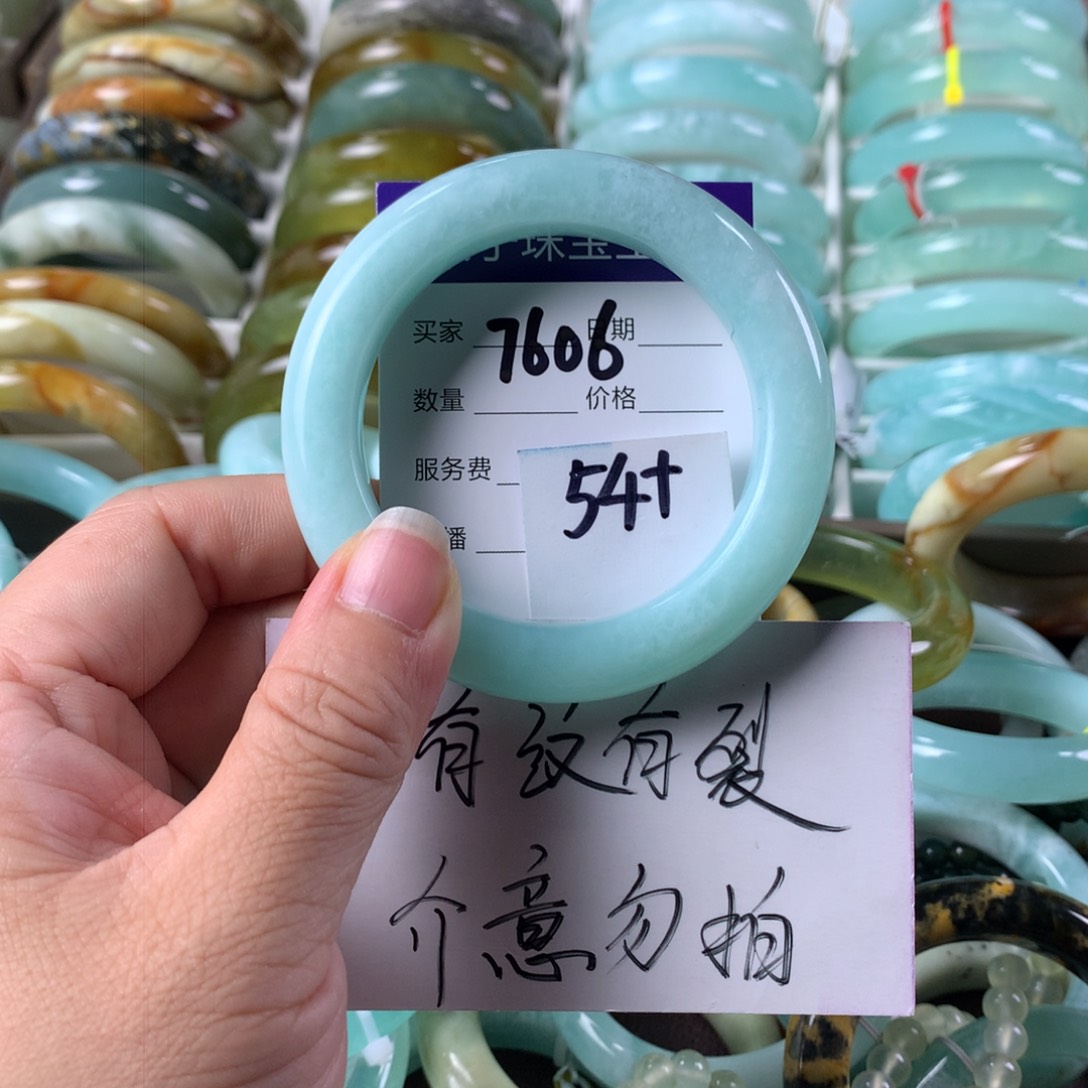 珠宝
买家 7606 日期
数量 价格
服务费
54+
播
有纹有裂
介意勿拍